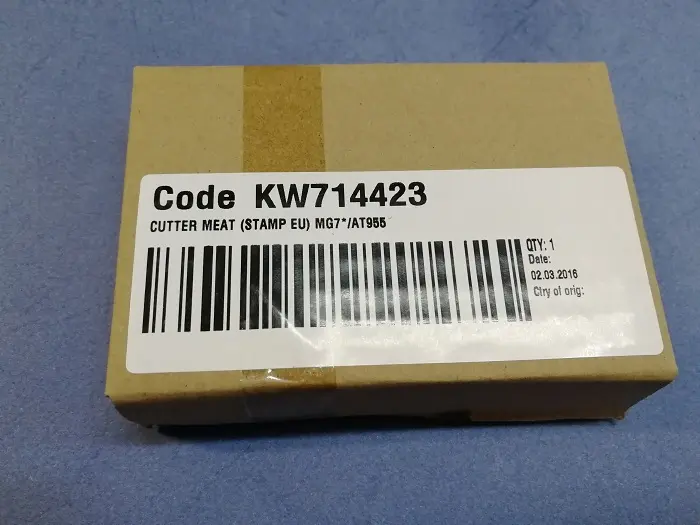 Code KW714423
CUTTER MEAT (STAMP EU) MG7*/AT955
QTY: 1
Date:
02.03.2016
Ctry of orig: